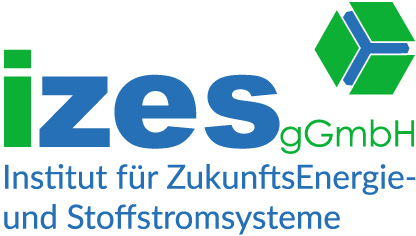 izes gGmbH
Institut für ZukunftsEnergie-
und Stoffstromsysteme